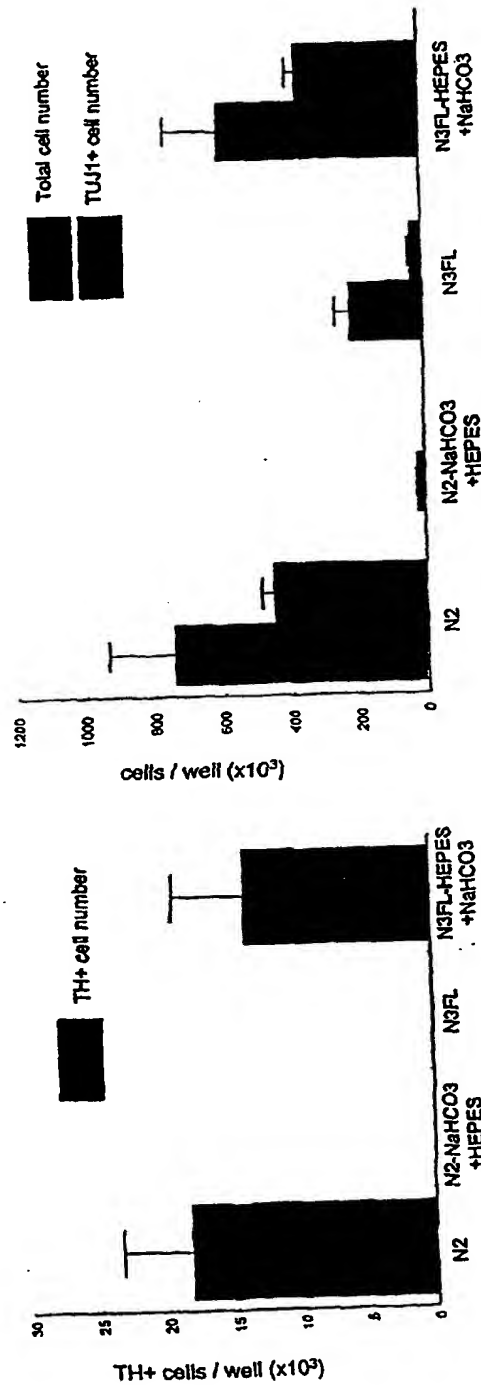 TH+ cell number
TH+ cells / well (x10³)
30
25
20
15
10
5
0
N2
N2-NaHCO3
+HEPES
N3FL
N3FL-HEPES
+NaHCO3
Total cell number
TUJ1+ cell number
cells / well (x10³)
1200
1000
800
600
400
200
0
N2
N2-NaHCO3
+HEPES
N3FL
N3FL-HEPES
+NaHCO3